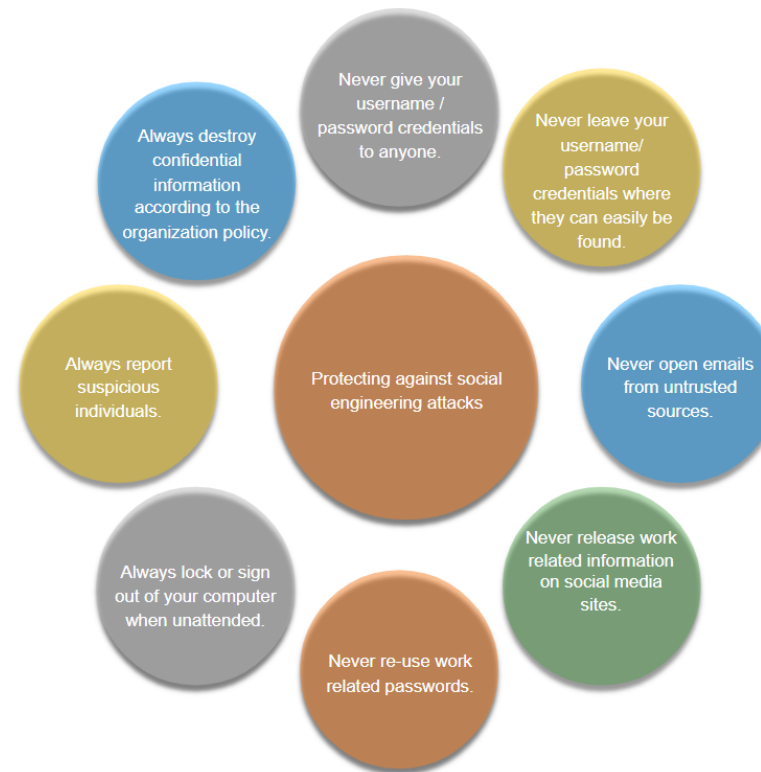 Never give your
username /
password credentials
to anyone.
Never leave your
username/
password
credentials where
they can easily be
found.
Never open emails
from untrusted
sources.
Never release work
related information
on social media
sites.
Never re-use work
related passwords.
Always lock or sign
out of your computer
when unattended.
Always report
suspicious
individuals.
Always destroy
confidential
information
according to the
organization policy.
Protecting against social
engineering attacks